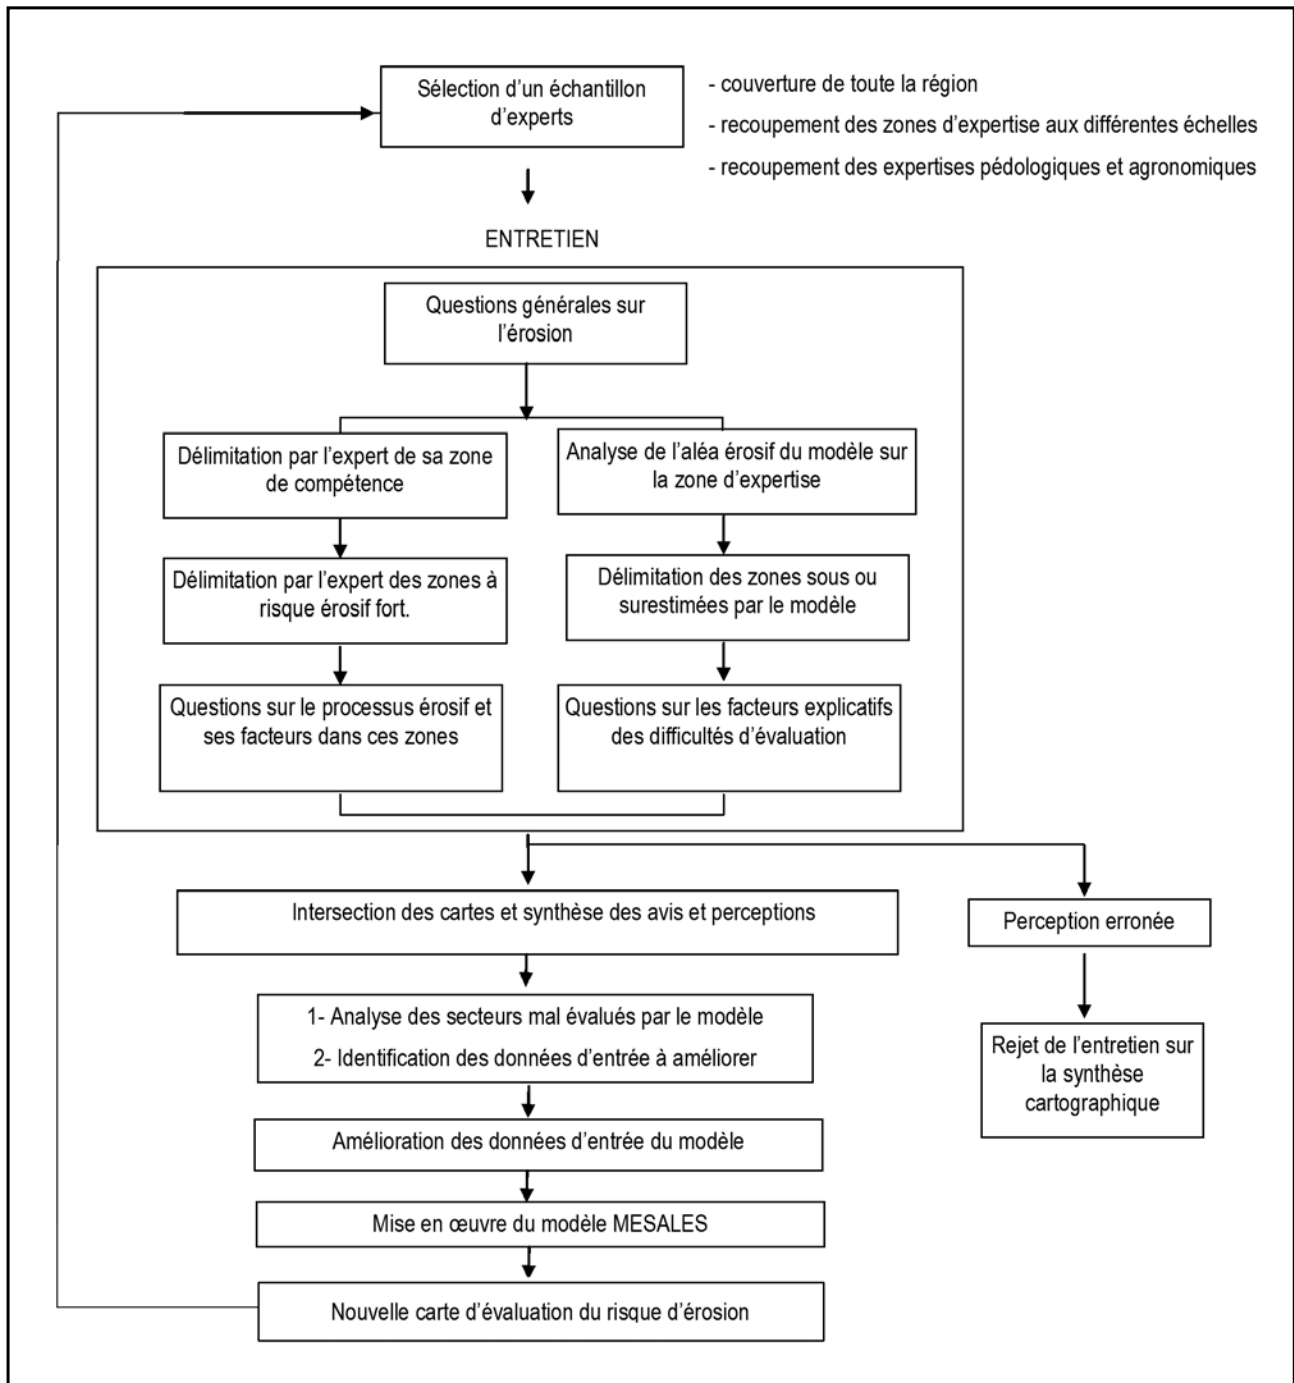 Sélection d’un échantillon
d’experts
- couverture de toute la région
- recoupement des zones d’expertise aux différentes échelles
- recoupement des expertises pédologiques et agronomiques
ENTRETIEN
Questions générales sur
l’érosion
Délimitation par l’expert de sa zone
de compétence
Analyse de l’aléa érosif du modèle sur
la zone d’expertise
Délimitation par l’expert des zones à
risque érosif fort.
Délimitation des zones sous ou
surestimées par le modèle
Questions sur le processus érosif et
ses facteurs dans ces zones
Questions sur les facteurs explicatifs
des difficultés d’évaluation
Intersection des cartes et synthèse des avis et perceptions
Perception erronée
1- Analyse des secteurs mal évalués par le modèle
2- Identification des données d’entrée à améliorer
Rejet de l’entretien sur
la synthèse
cartographique
Amélioration des données d’entrée du modèle
Mise en œuvre du modèle MESALES
Nouvelle carte d’évaluation du risque d’érosion